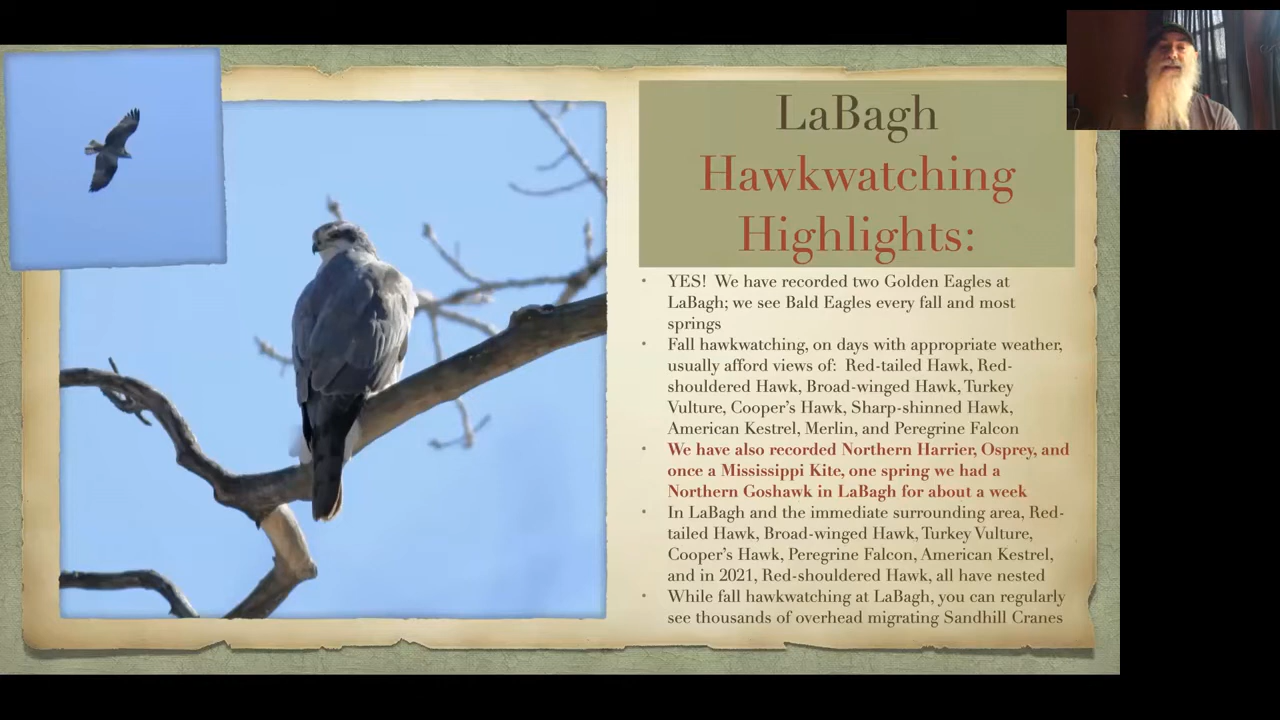 LaBagh
Hawkwatching
Highlights:
• YES! We have recorded two Golden Eagles at
LaBagh; we see Bald Eagles every fall and most
springs
• Fall hawkwatching, on days with appropriate weather,
usually afford views of: Red-tailed Hawk, Red-
shouldered Hawk, Broad-winged Hawk, Turkey
Vulture, Cooper's Hawk, Sharp-shinned Hawk,
American Kestrel, Merlin, and Peregrine Falcon
• We have also recorded Northern Harrier, Osprey, and
once a Mississippi Kite, one spring we had a
Northern Goshawk in LaBagh for about a week
• In LaBagh and the immediate surrounding area, Red-
tailed Hawk, Broad-winged Hawk, Turkey Vulture,
Cooper's Hawk, Peregrine Falcon, American Kestrel,
and in 2021, Red-shouldered Hawk, all have nested
• While fall hawkwatching at LaBagh, you can regularly
see thousands of overhead migrating Sandhill Cranes